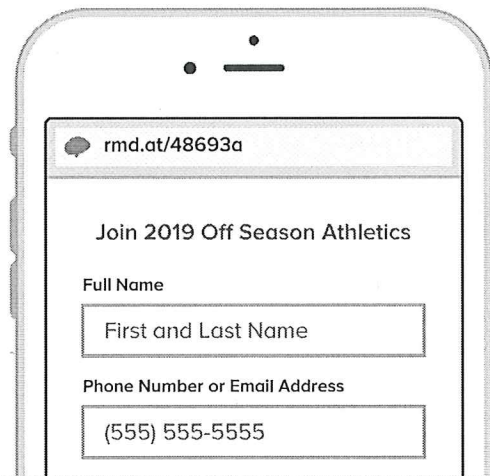 rmd.at/48693a
Join 2019 Off Season Athletics
Full Name
First and Last Name
Phone Number or Email Address
(555) 555-5555